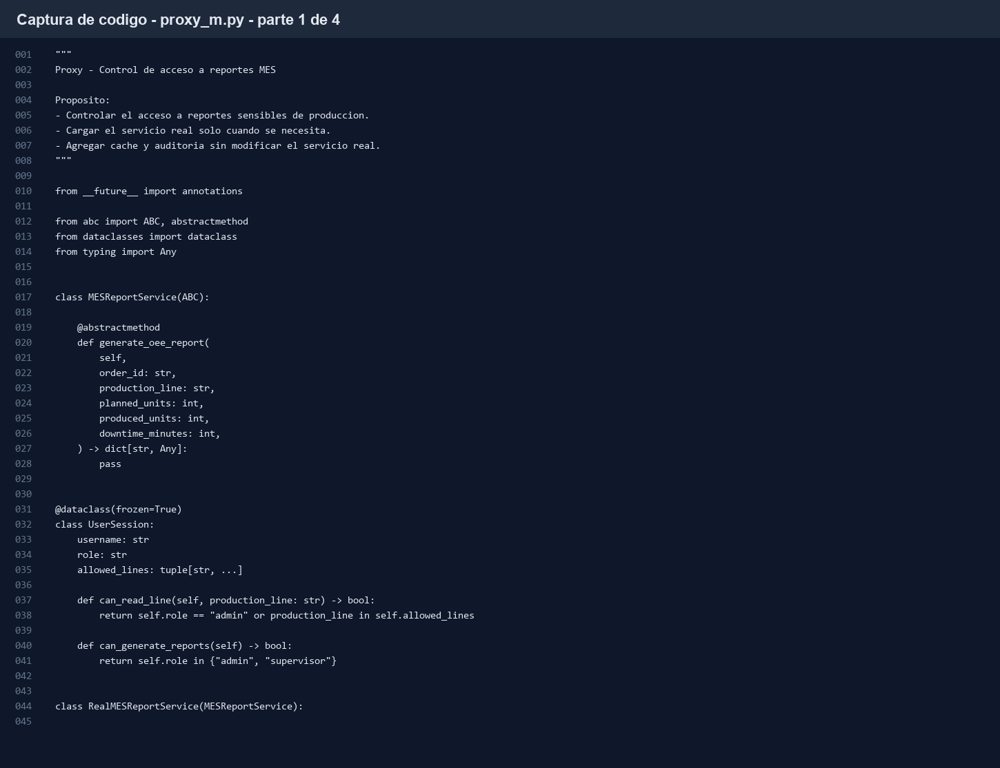 Captura de codigo - proxy_m.py - parte 1 de 4
001 """
002 Proxy - Control de acceso a reportes MES
003
004 Proposito:
005 - Controlar el acceso a reportes sensibles de produccion.
006 - Cargar el servicio real solo cuando se necesita.
007 - Agregar cache y auditoria sin modificar el servicio real.
008 """
009
010 from __future__ import annotations
011
012 from abc import ABC, abstractmethod
013 from dataclasses import dataclass
014 from typing import Any
015
016
017 class MESReportService(ABC):
018
019     @abstractmethod
020     def generate_oee_report(
021         self,
022         order_id: str,
023         production_line: str,
024         planned_units: int,
025         produced_units: int,
026         downtime_minutes: int,
027     ) -> dict[str, Any]:
028         pass
029
030
031 @dataclass(frozen=True)
032 class UserSession:
033     username: str
034     role: str
035     allowed_lines: tuple[str, ...]
036
037     def can_read_line(self, production_line: str) -> bool:
038         return self.role == "admin" or production_line in self.allowed_lines
039
040     def can_generate_reports(self) -> bool:
041         return self.role in {"admin", "supervisor"}
042
043
044 class RealMESReportService(MESReportService):
045